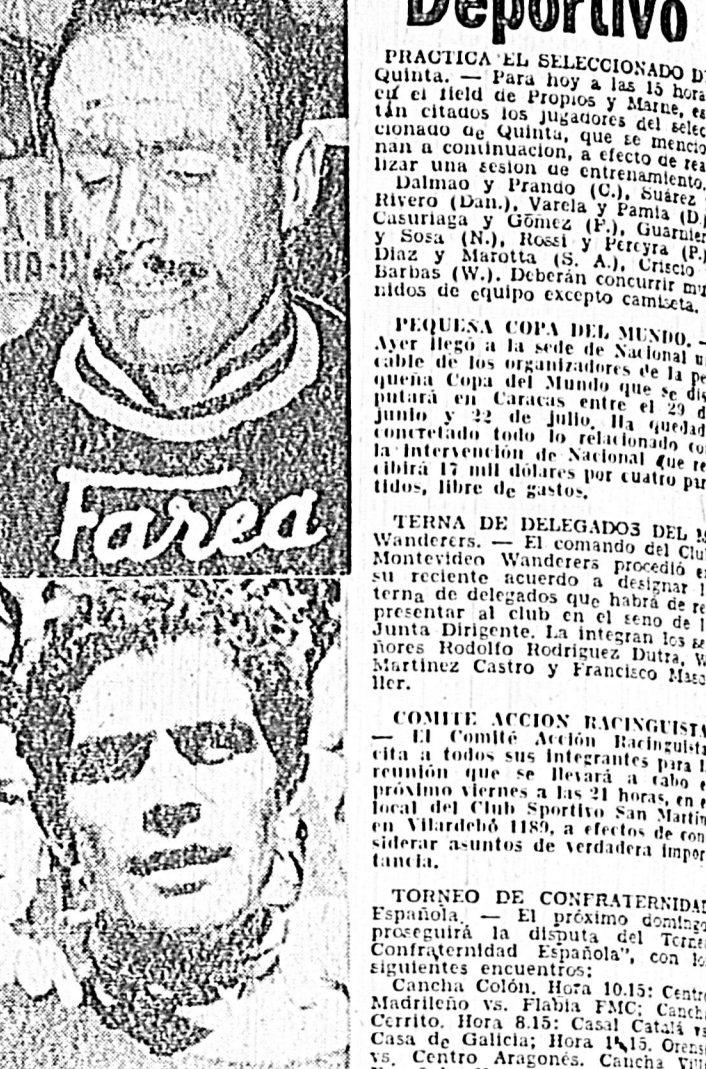 Deportivo
PRACTICA EL SELECCIONADO D
Quinta. — Para hoy a las 15 hora
en el field de Propios y Marne, es
tán citados los jugadores del selec
cionado de Quinta, que se mencio
nan a continuación, a efecto de rea
lizar una sesión de entrenamiento.
Dalmao y Prando (C.), Suárez
Rivero (Dan.), Varela y Pamia (D.)
Casuriaga y Gómez (F.), Guarnier
y Sosa (N.), Rossi y Pereyra (P.)
Díaz y Marotta (S. A.), Criscio
Barbas (W.). Deberán concurrir mu
nidos de equipo excepto camiseta.
PEQUEÑA COPA DEL MUNDO. —
Ayer llegó a la sede de Nacional u
cable de los organizadores de la pe
queña Copa del Mundo que se dis
putará en Caracas entre el 29 d
junio y 22 de julio. Ha quedad
concretado todo lo relacionado co
la intervención de Nacional que re
cibirá 17 mil dólares por cuatro par
tidos, libre de gastos.
TERNA DE DELEGADOS DEL M
Wanderers. — El comando del Clu
Montevideo Wanderers procedió e
su reciente acuerdo a designar l
terna de delegados que habrá de re
presentar al club en el seno de l
Junta Dirigente. La integran los se
ñores Rodolfo Rodríguez Dutra, W
Martínez Castro y Francisco
ller.
COMITE ACCION RACINGUISTA
— El Comité Acción Racinguista
cita a todos sus integrantes para l
reunión que se llevará a cabo e
próximo viernes a las 21 horas, en e
local del Club Sportivo San Martín
en Vilardebó 1189, a efectos de con
siderar asuntos de verdadera impor
tancia.
TORNEO DE CONFRATERNIDAD
Española. — El próximo domingo
proseguirá la disputa del Torne
Confraternidad Española", con lo
siguientes encuentros:
Cancha Colón. Hora 10.15: Centro
Madrileño vs. Flabia FMC; Canch
Cerrito. Hora 8.15: Casal Catalá vs
Casa de Galicia; Hora Orens
vs. Centro Aragonés. Cancha
Farea